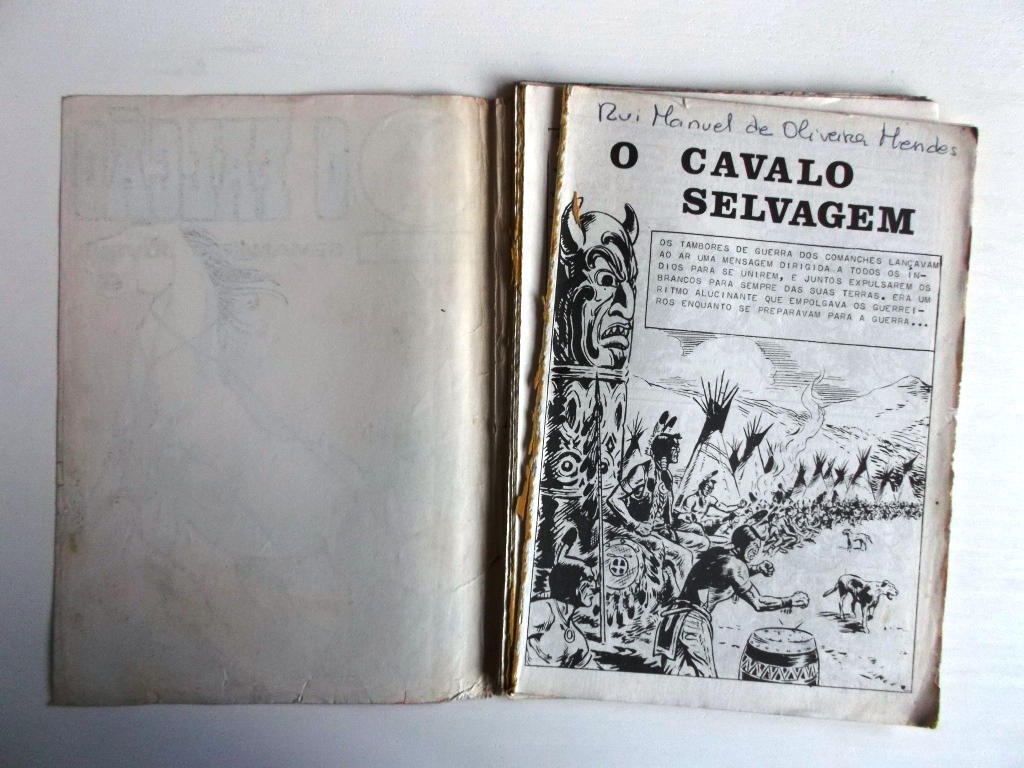 Rui Manuel de Oliveira Mendes
O CAVALO
SELVAGEM
OS TAMBORES DE GUERRA DOS COMANCHES LANÇAVAM
AO AR UMA MENSAGEM DIRIGIDA A TODOS OS ÍN-
DIOS PARA SE UNIREM, E JUNTOS EXPULSAREM OS
BRANCOS PARA SEMPRE DAS SUAS TERRAS. ERA UM
RITMO ALUCINANTE QUE EMPOLGAVA OS GUERREI-
ROS ENQUANTO SE PREPARAVAM PARA A GUERRA...